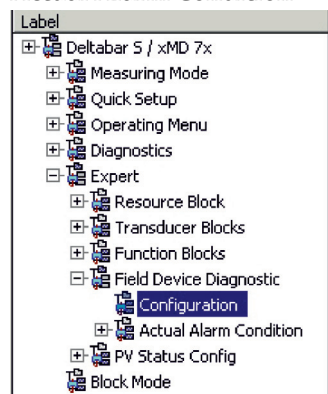 Label
Deltabar S / xMD 7x
Measuring Mode
Quick Setup
Operating Menu
Diagnostics
Expert
Resource Block
Transducer Blocks
Function Blocks
Field Device Diagnostic
Configuration
Actual Alarm Condition
PV Status Config
Block Mode